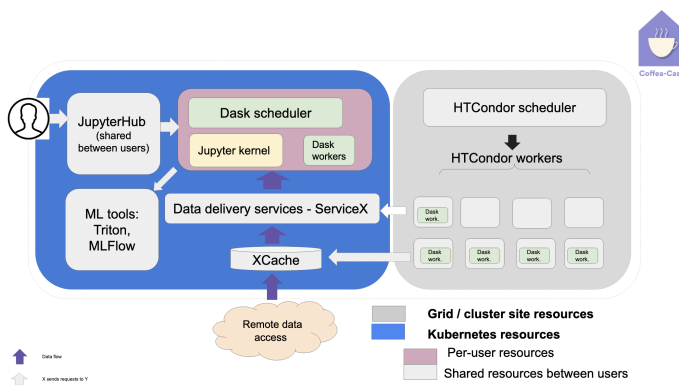 Coffea-Cas
JupyterHub
(shared
between users)
Dask scheduler
Jupyter kernel
Dask
workers
HTCondor scheduler
HTCondor workers
ML tools:
Triton,
MLFlow
Data delivery services - ServiceX
XCache
Dask
work.
Dask
work.
Dask
work.
Dask
work.
Dask
work.
Remote data
access
Grid / cluster site resources
Kubernetes resources
Per-user resources
Shared resources between users
Data flow
X sends requests to Y